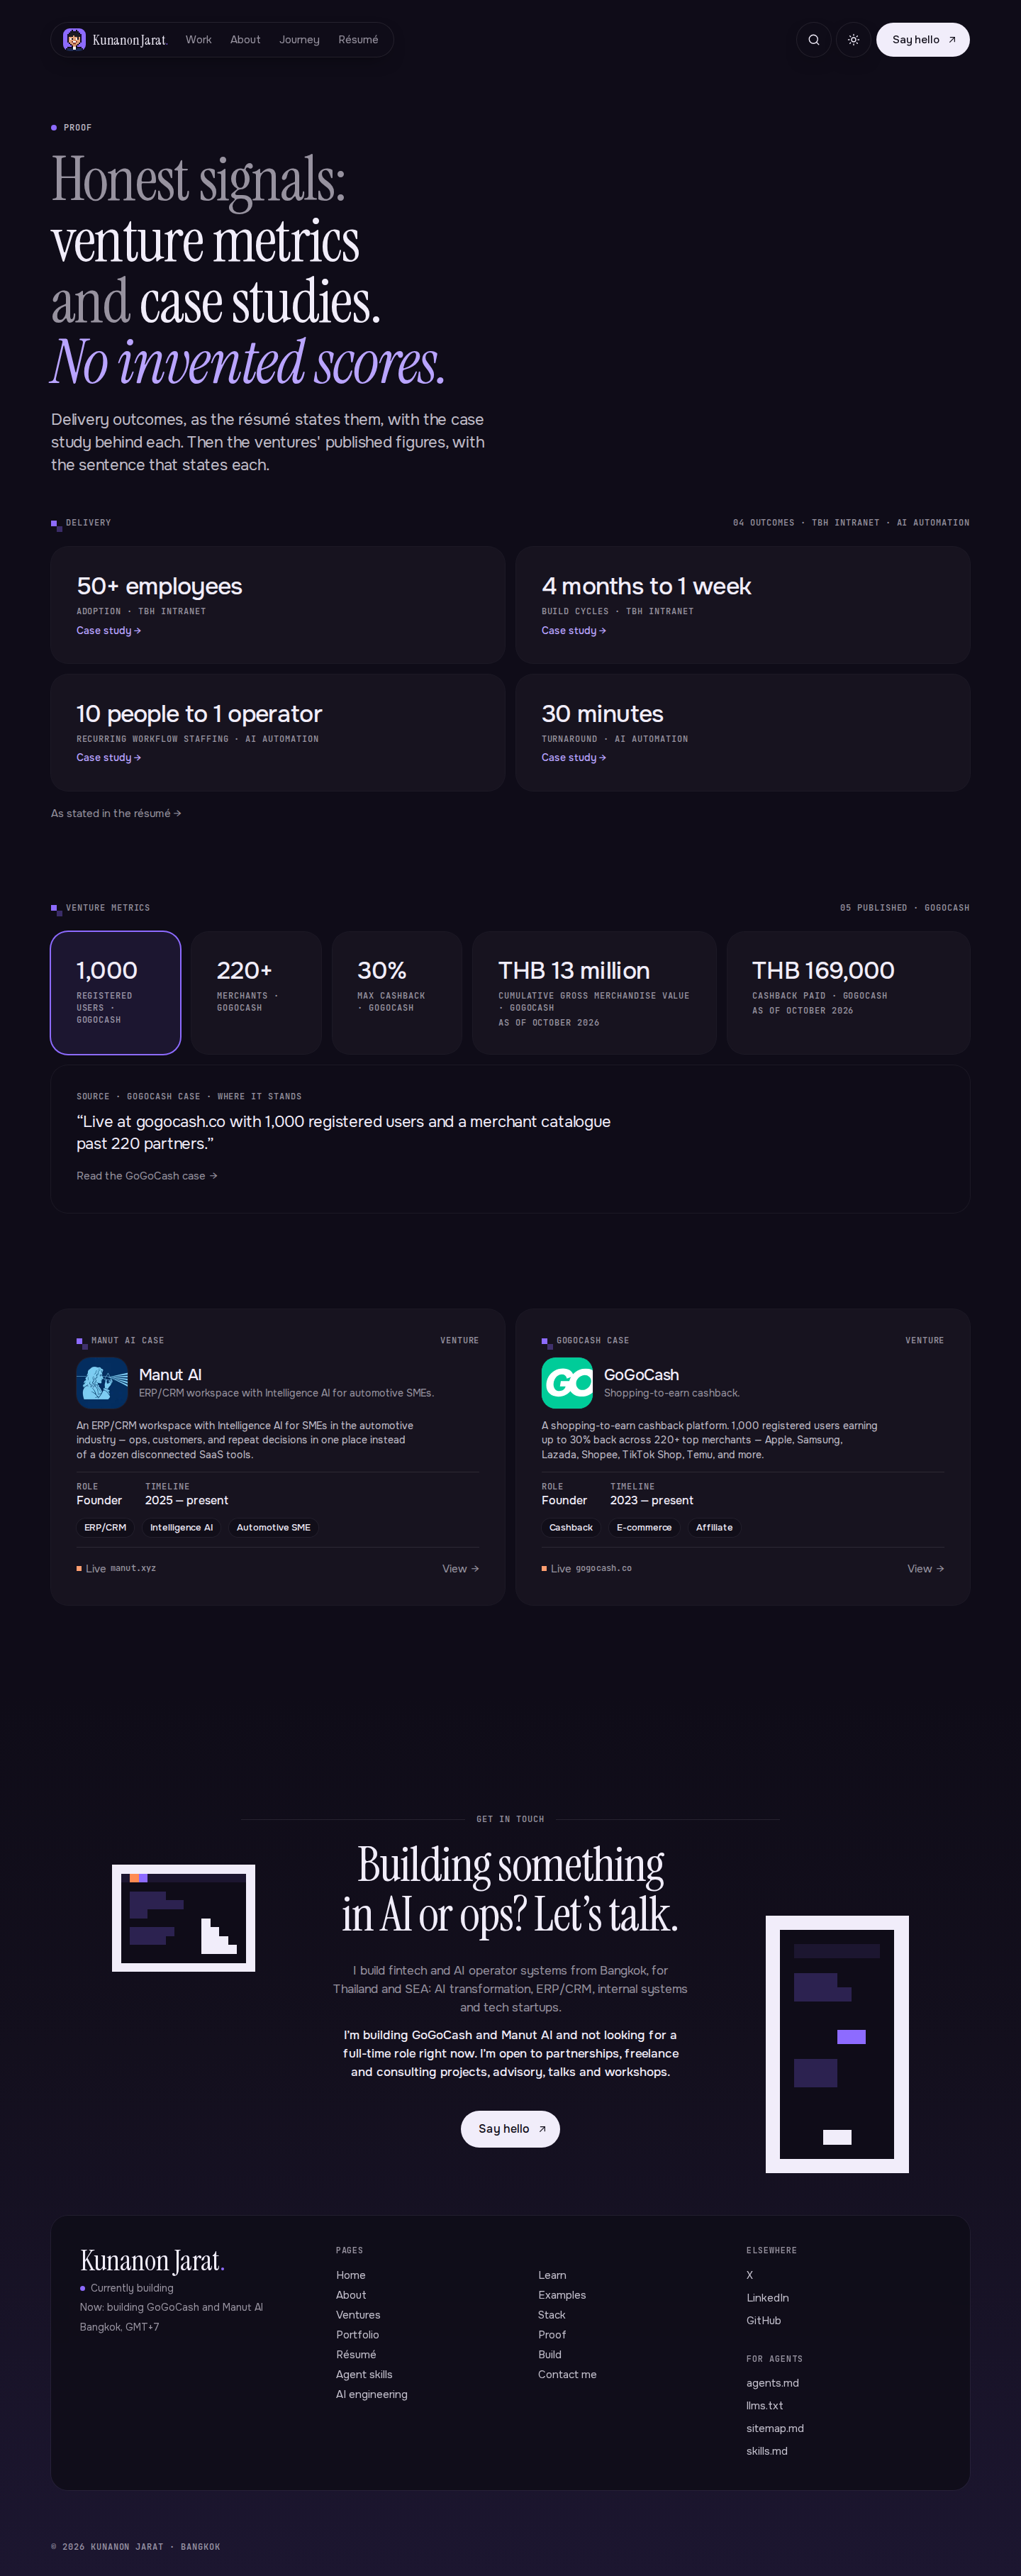 Kunanon Jarat.
Work
About
Journey
Résumé
Say hello ↗
PROOF
Honest signals:
venture metrics
and case studies.
No invented scores.
Delivery outcomes, as the résumé states them, with the case
study behind each. Then the ventures' published figures, with
the sentence that states each.
DELIVERY
04 OUTCOMES · TBH INTRANET · AI AUTOMATION
50+ employees
ADOPTION · TBH INTRANET
Case study →
4 months to 1 week
BUILD CYCLES · TBH INTRANET
Case study →
10 people to 1 operator
RECURRING WORKFLOW STAFFING · AI AUTOMATION
Case study →
30 minutes
TURNAROUND · AI AUTOMATION
Case study →
As stated in the résumé →
VENTURE METRICS
05 PUBLISHED · GOGOCASH
1,000
REGISTERED
USERS ·
GOGOCASH
220+
MERCHANTS ·
GOGOCASH
30%
MAX CASHBACK
· GOGOCASH
THB 13 million
CUMULATIVE GROSS MERCHANDISE VALUE
· GOGOCASH
AS OF OCTOBER 2026
THB 169,000
CASHBACK PAID · GOGOCASH
AS OF OCTOBER 2026
SOURCE · GOGOCASH CASE · WHERE IT STANDS
“Live at gogocash.co with 1,000 registered users and a merchant catalogue
past 220 partners.”
Read the GoGoCash case →
MANUT AI CASE
VENTURE
Manut AI
ERP/CRM workspace with Intelligence AI for automotive SMEs.
An ERP/CRM workspace with Intelligence AI for SMEs in the automotive
industry — ops, customers, and repeat decisions in one place instead
of a dozen disconnected SaaS tools.
ROLE
Founder
TIMELINE
2025 — present
ERP/CRM
Intelligence AI
Automotive SME
Live manut.xyz
View →
GOGOCASH CASE
VENTURE
GO
GoGoCash
Shopping-to-earn cashback.
A shopping-to-earn cashback platform. 1,000 registered users earning
up to 30% back across 220+ top merchants — Apple, Samsung,
Lazada, Shopee, TikTok Shop, Temu, and more.
ROLE
Founder
TIMELINE
2023 — present
Cashback
E-commerce
Affiliate
Live gogocash.co
View →
GET IN TOUCH
Building something
in AI or ops? Let’s talk.
I build fintech and AI operator systems from Bangkok, for
Thailand and SEA: AI transformation, ERP/CRM, internal systems
and tech startups.
I’m building GoGoCash and Manut AI and not looking for a
full-time role right now. I’m open to partnerships, freelance
and consulting projects, advisory, talks and workshops.
Say hello ↗
Kunanon Jarat.
Currently building
Now: building GoGoCash and Manut AI
Bangkok, GMT+7
PAGES
Home
About
Ventures
Portfolio
Résumé
Agent skills
AI engineering
Learn
Examples
Stack
Proof
Build
Contact me
ELSEWHERE
X
LinkedIn
GitHub
FOR AGENTS
agents.md
llms.txt
sitemap.md
skills.md
© 2026 KUNANON JARAT · BANGKOK